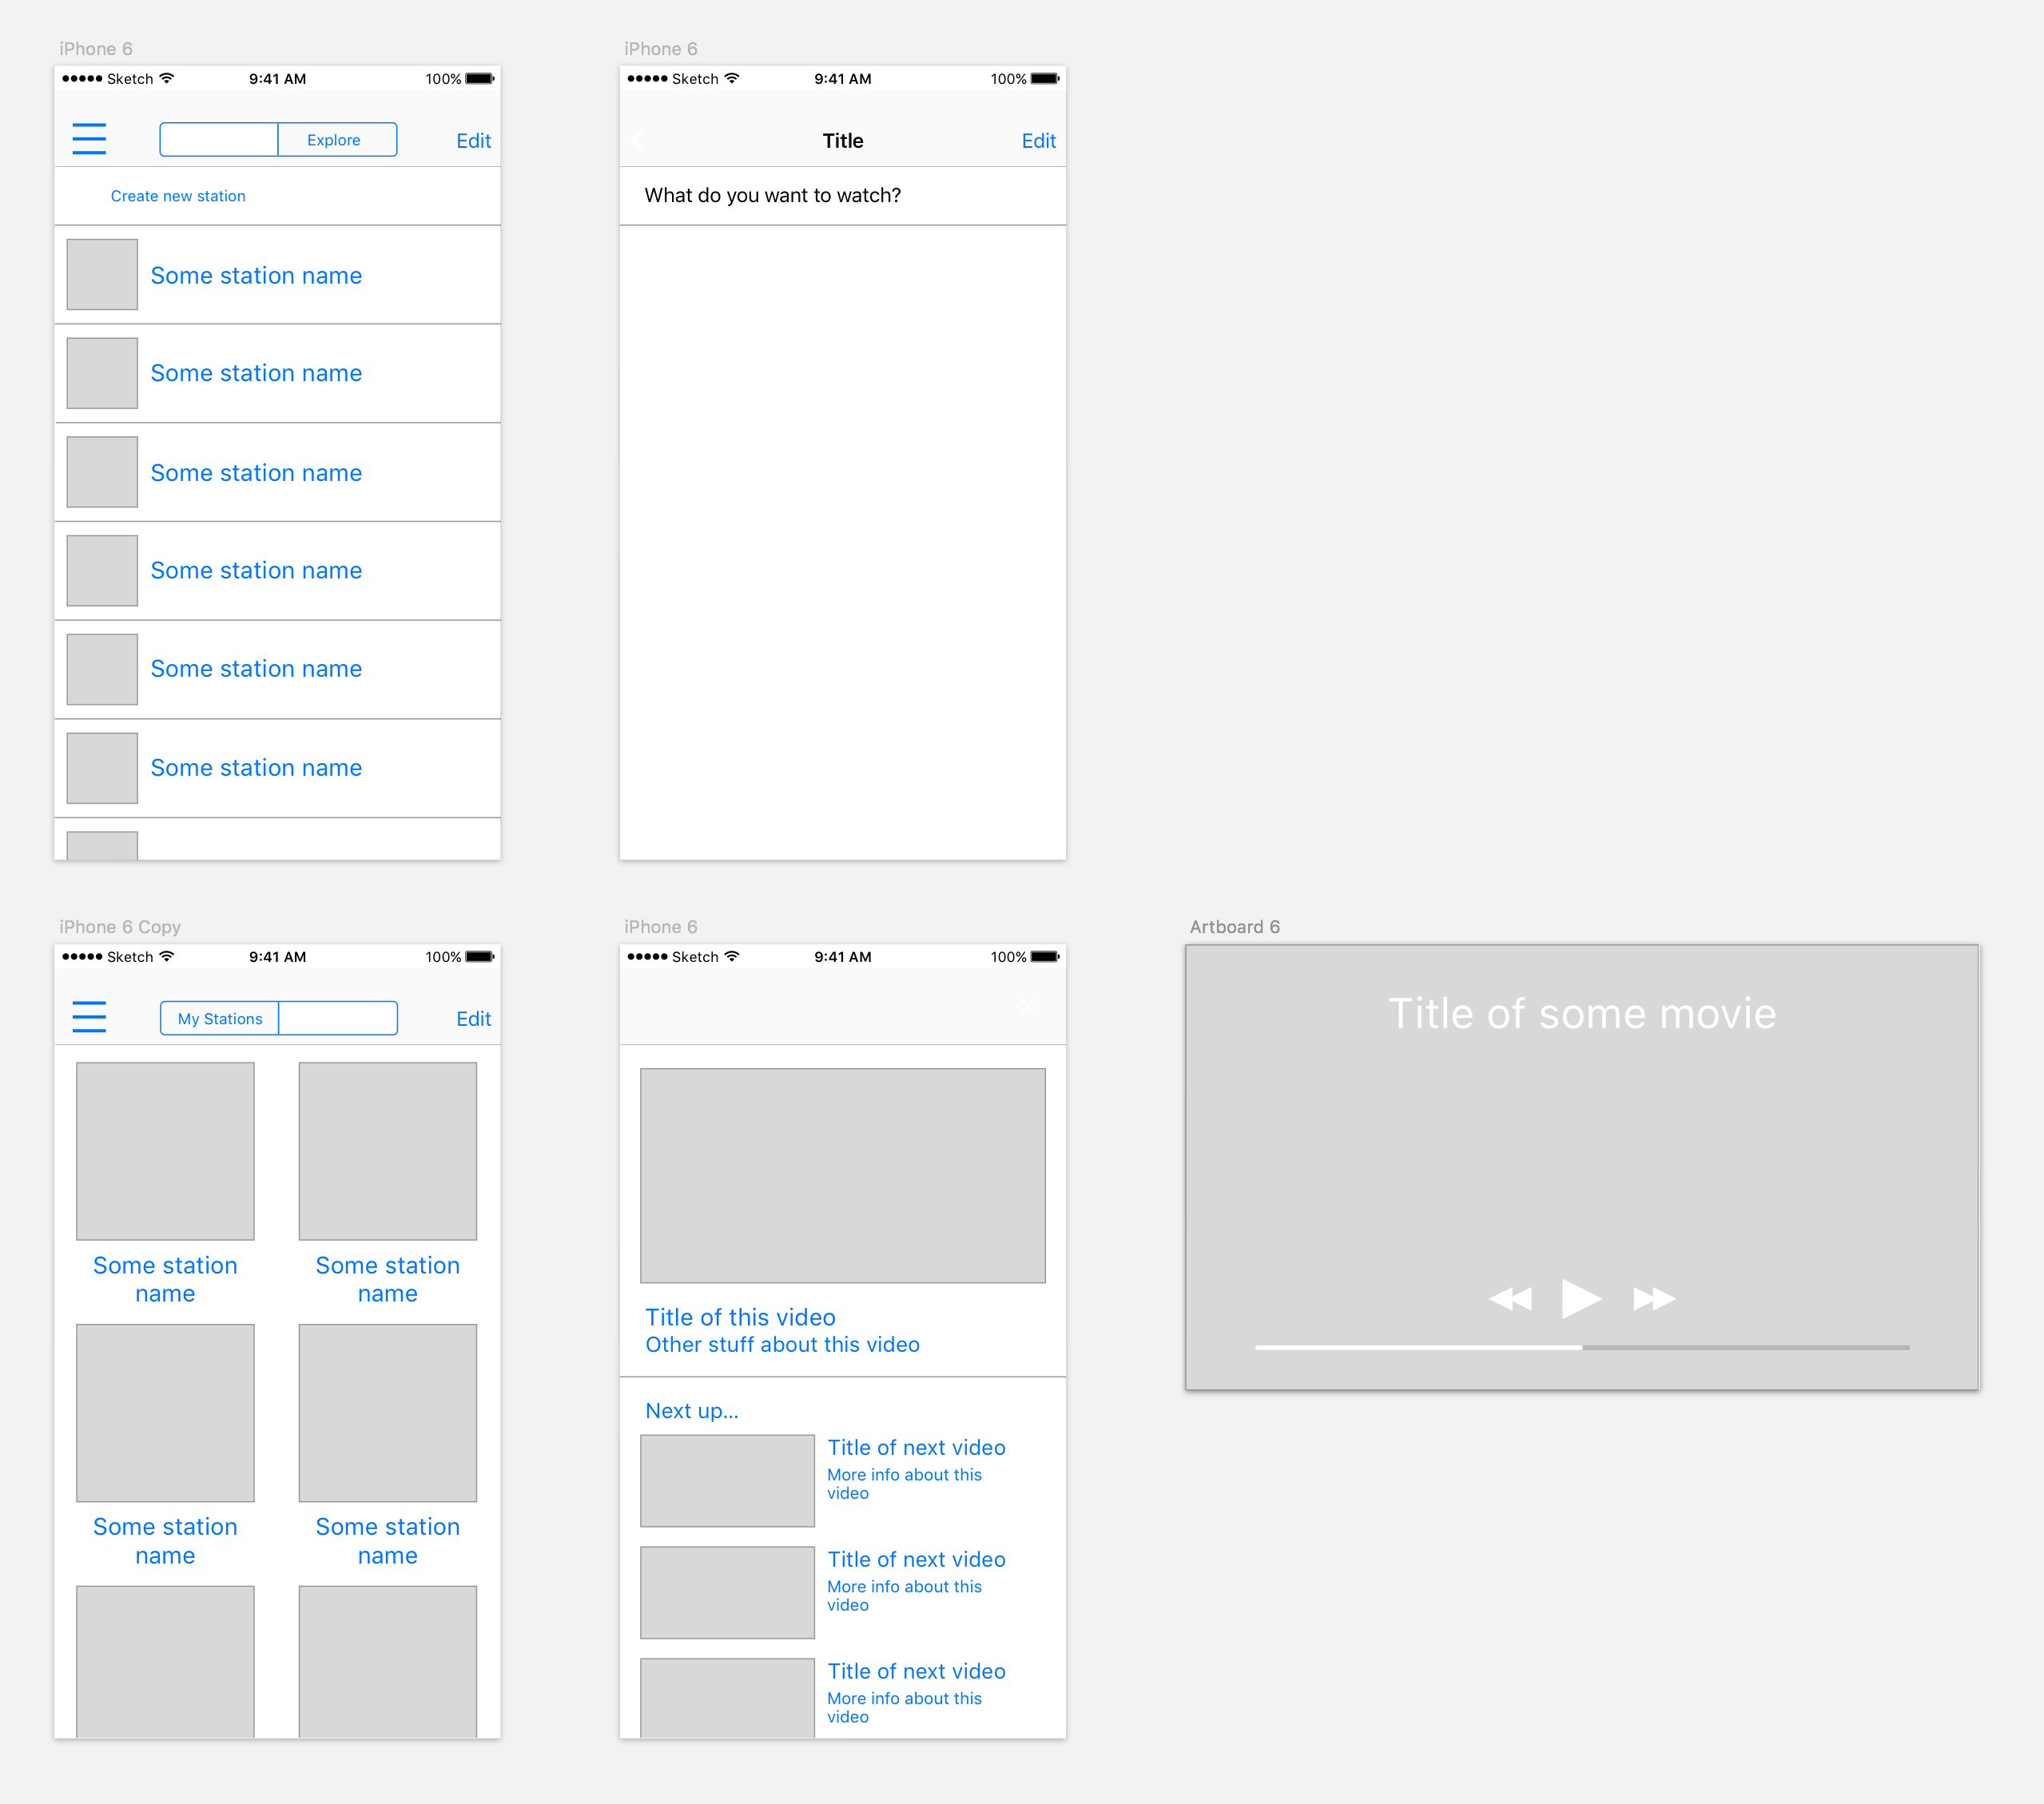 iPhone 6
Sketch 9:41 AM 100%
Explore Edit
Create new station
Some station name
Some station name
Some station name
Some station name
Some station name
Some station name
iPhone 6
Sketch 9:41 AM 100%
Title Edit
What do you want to watch?
iPhone 6 Copy
Sketch 9:41 AM 100%
My Stations Edit
Some station
name
Some station
name
Some station
name
Some station
name
iPhone 6
Sketch 9:41 AM 100%
Title of this video
Other stuff about this video
Next up...
Title of next video
More info about this
video
Title of next video
More info about this
video
Title of next video
More info about this
video
Artboard 6
Title of some movie